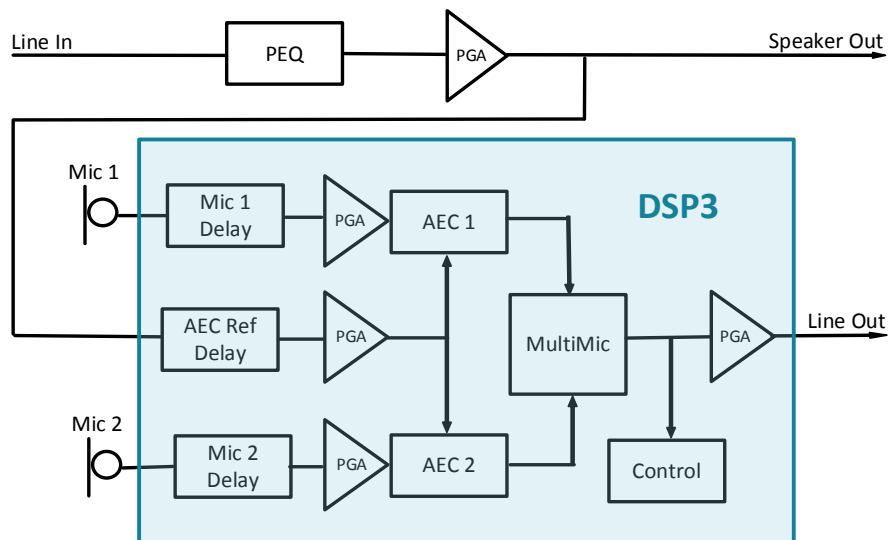 Line In
PEQ
PGA
Speaker Out
Mic 1
Mic 1
Delay
PGA
AEC 1
DSP3
AEC Ref
Delay
PGA
MultiMic
PGA
Line Out
Mic 2
Mic 2
Delay
PGA
AEC 2
Control